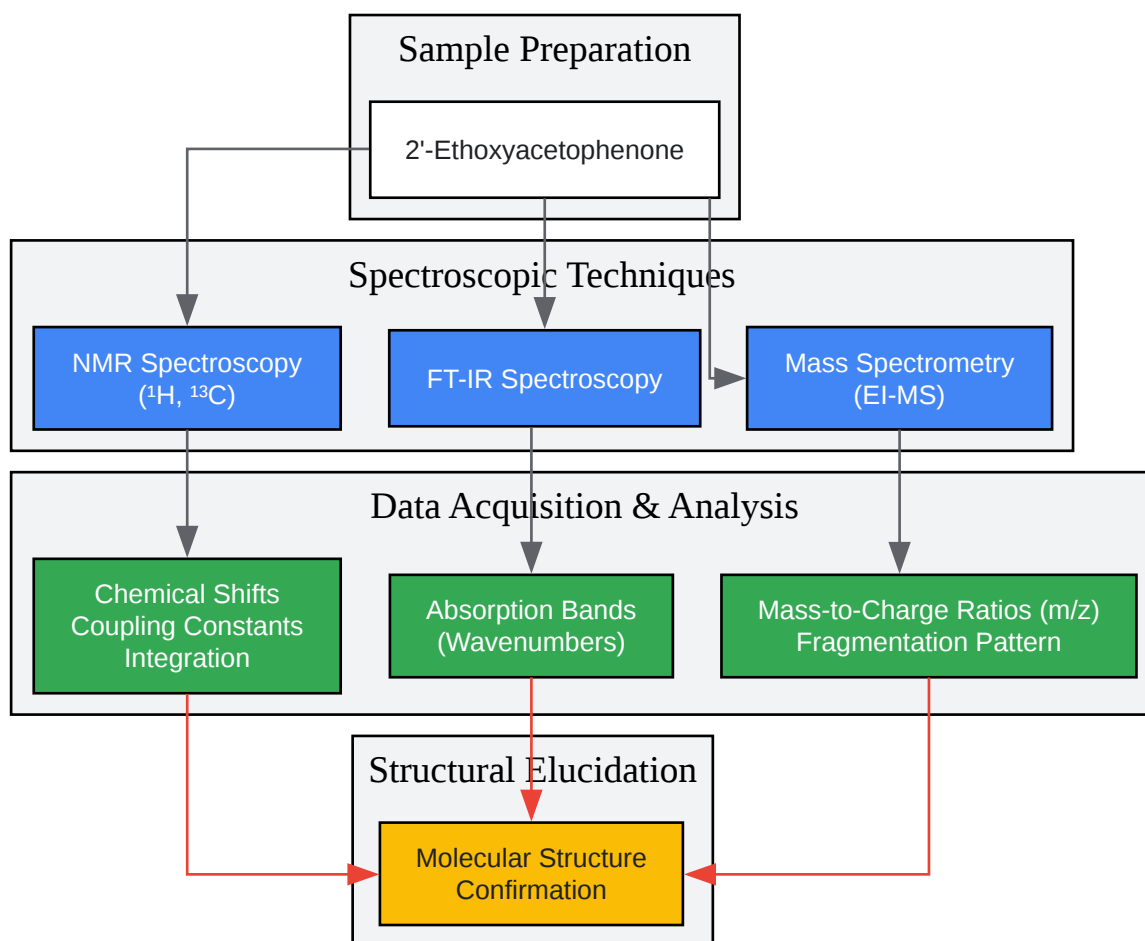 Sample Preparation
2'-Ethoxyacetophenone
Spectroscopic Techniques
NMR Spectroscopy
(¹H, ¹³C)
FT-IR Spectroscopy
Mass Spectrometry
(EI-MS)
Data Acquisition & Analysis
Chemical Shifts
Coupling Constants
Integration
Absorption Bands
(Wavenumbers)
Mass-to-Charge Ratios (m/z)
Fragmentation Pattern
Structural Elucidation
Molecular Structure
Confirmation